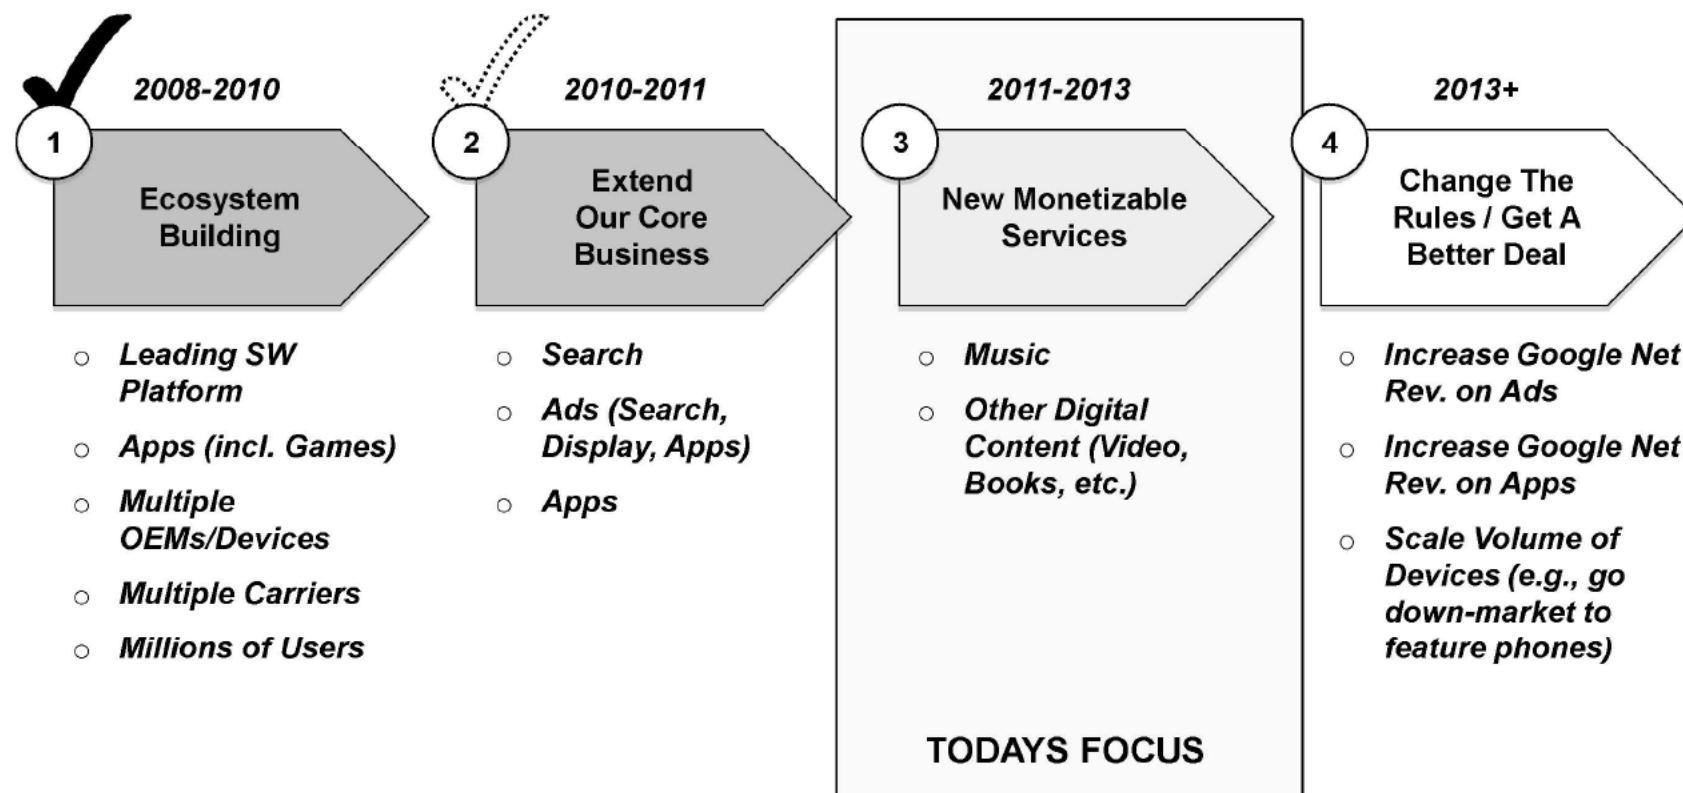 2008-2010
1
Ecosystem
Building
○ Leading SW
Platform
○ Apps (incl. Games)
○ Multiple
OEMs/Devices
○ Multiple Carriers
○ Millions of Users
2010-2011
2
Extend
Our Core
Business
○ Search
○ Ads (Search,
Display, Apps)
○ Apps
2011-2013
3
New Monetizable
Services
○ Music
○ Other Digital
Content (Video,
Books, etc.)
TODAYS FOCUS
2013+
4
Change The
Rules / Get A
Better Deal
○ Increase Google Net
Rev. on Ads
○ Increase Google Net
Rev. on Apps
○ Scale Volume of
Devices (e.g., go
down-market to
feature phones)